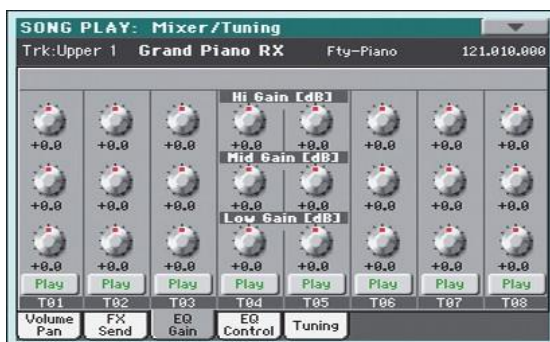 SONG PLAY: Mixer/Tuning
Trk:Upper 1 Grand Piano RX Fty-Piano 121.010.000
Hi Gain [dB]
+0.0 +0.0 +0.0 +0.0 +0.0 +0.0 +0.0 +0.0
Mid Gain [dB]
+0.0 +0.0 +0.0 +0.0 +0.0 +0.0 +0.0 +0.0
Low Gain [dB]
+0.0 +0.0 +0.0 +0.0 +0.0 +0.0 +0.0 +0.0
Play Play Play Play Play Play Play Play
T01 T02 T03 T04 T05 T06 T07 T08
Volume Pan FX Send EQ Gain EQ Control Tuning